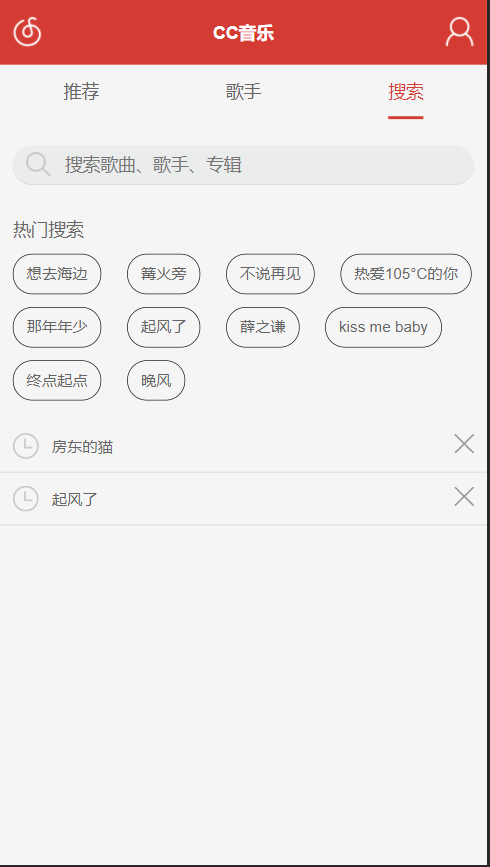 CC音乐
推荐 歌手 搜索
搜索歌曲、歌手、专辑
热门搜索
想去海边 篝火旁 不说再见 热爱105°C的你
那年年少 起风了 薛之谦 kiss me baby
终点起点 晚风
房东的猫
起风了